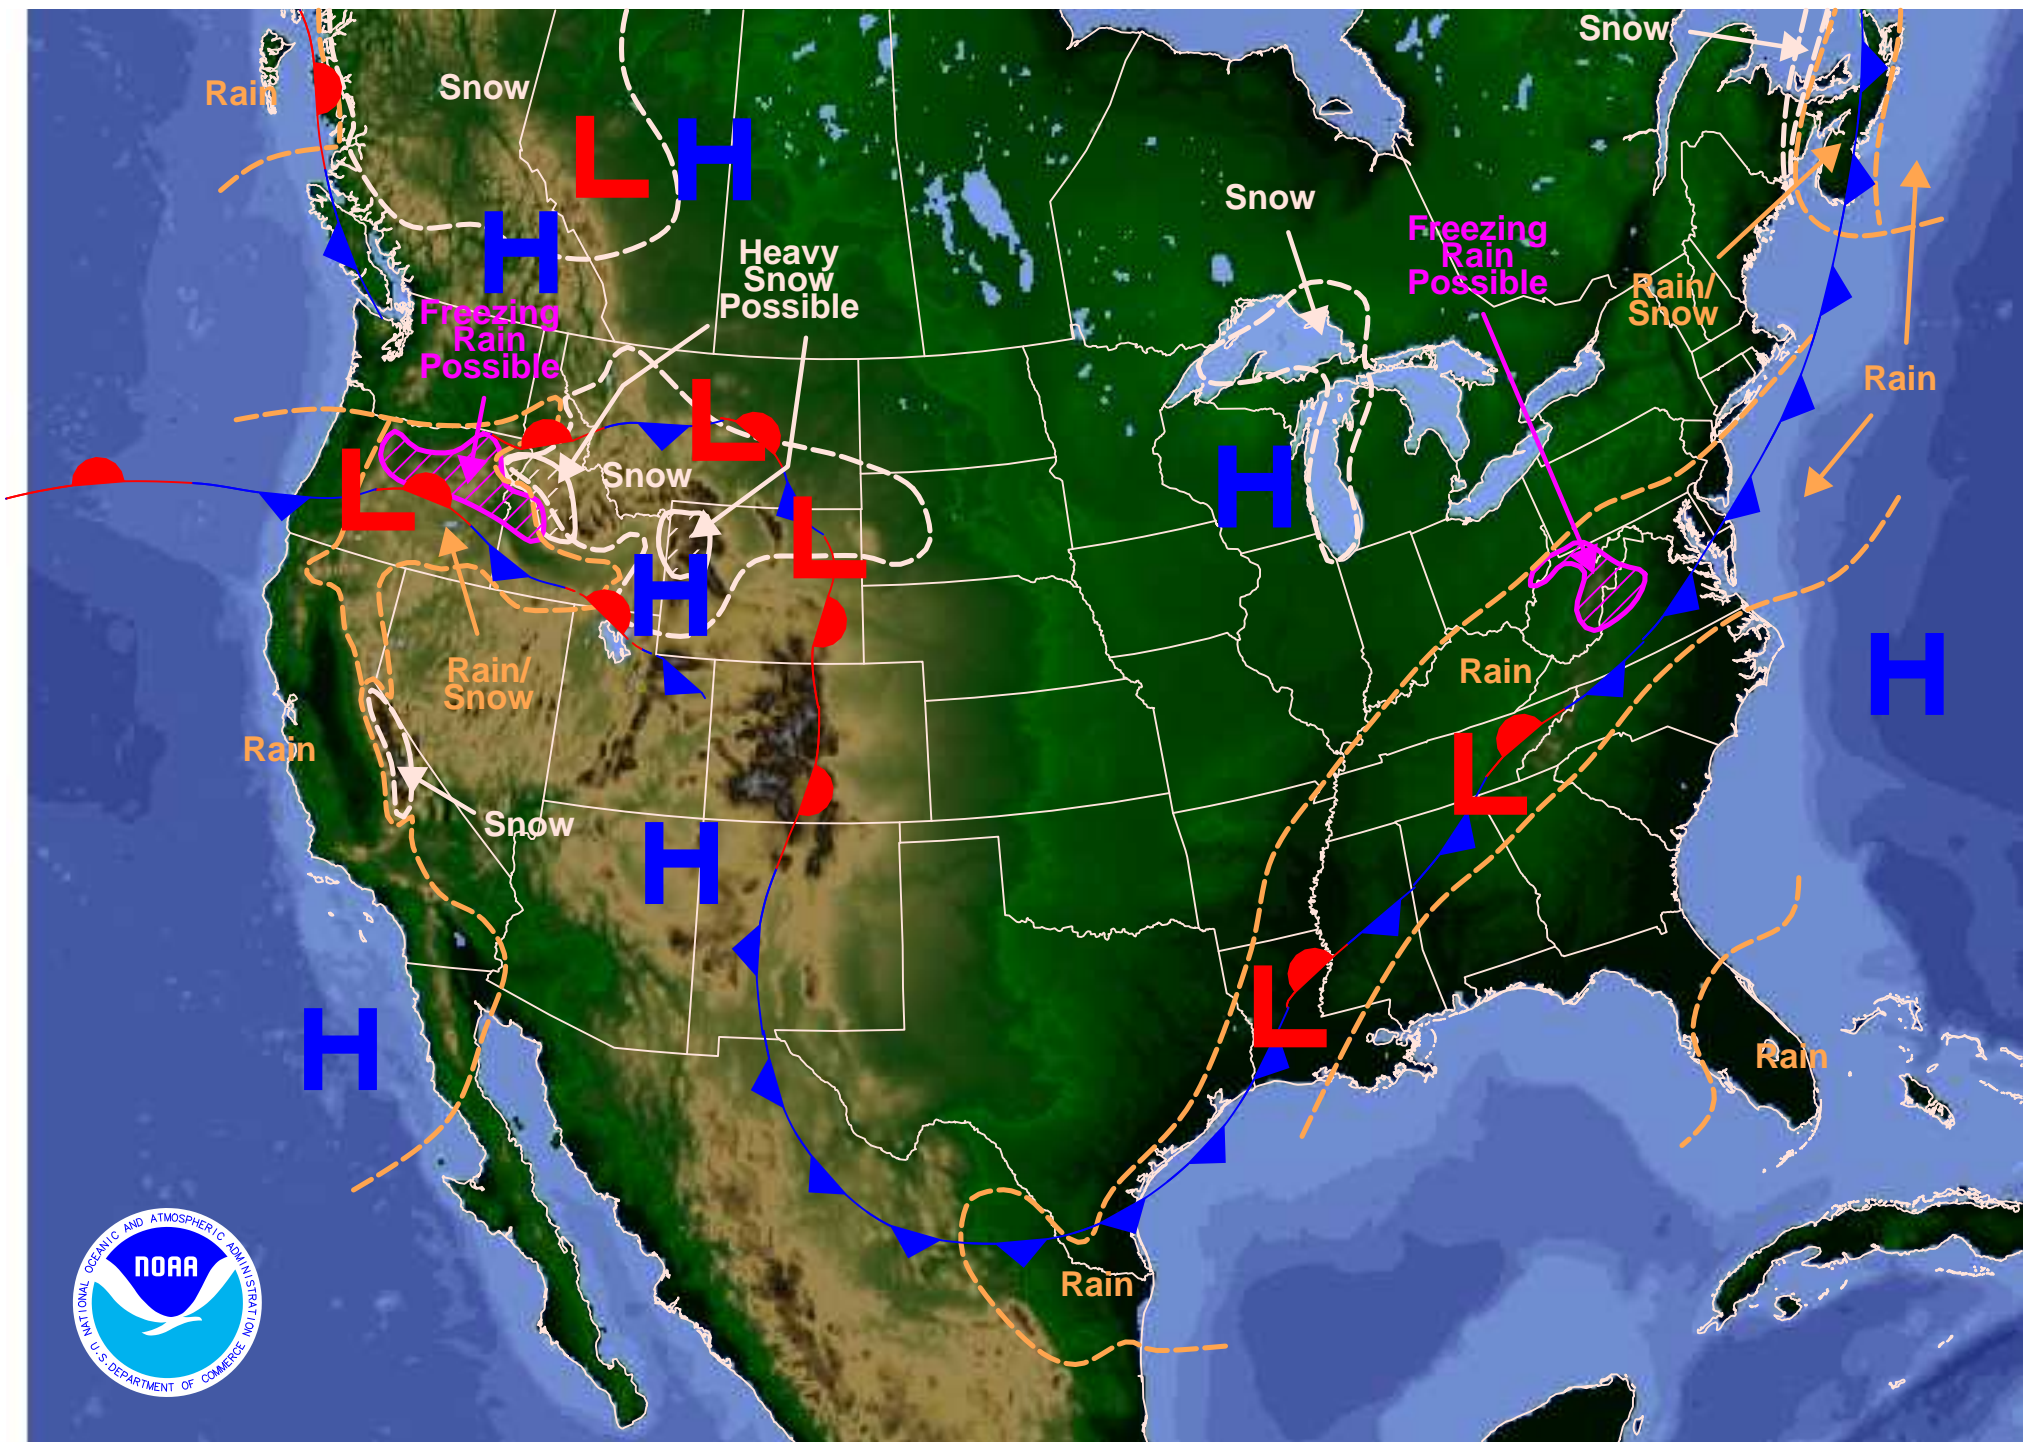 Snow
Rain
Snow
L
H
Snow
H
Freezing
Rain
Possible
Heavy
Snow
Possible
Rain/
Snow
Freezing
Rain
Possible
Rain
L
L
Snow
H
L
H
H
Rain/
Snow
Rain
H
Rain
L
Snow
H
L
H
Rain
Rain
NATIONAL OCEANIC AND ATMOSPHERIC ADMINISTRATION
NOAA
U.S. DEPARTMENT OF COMMERCE